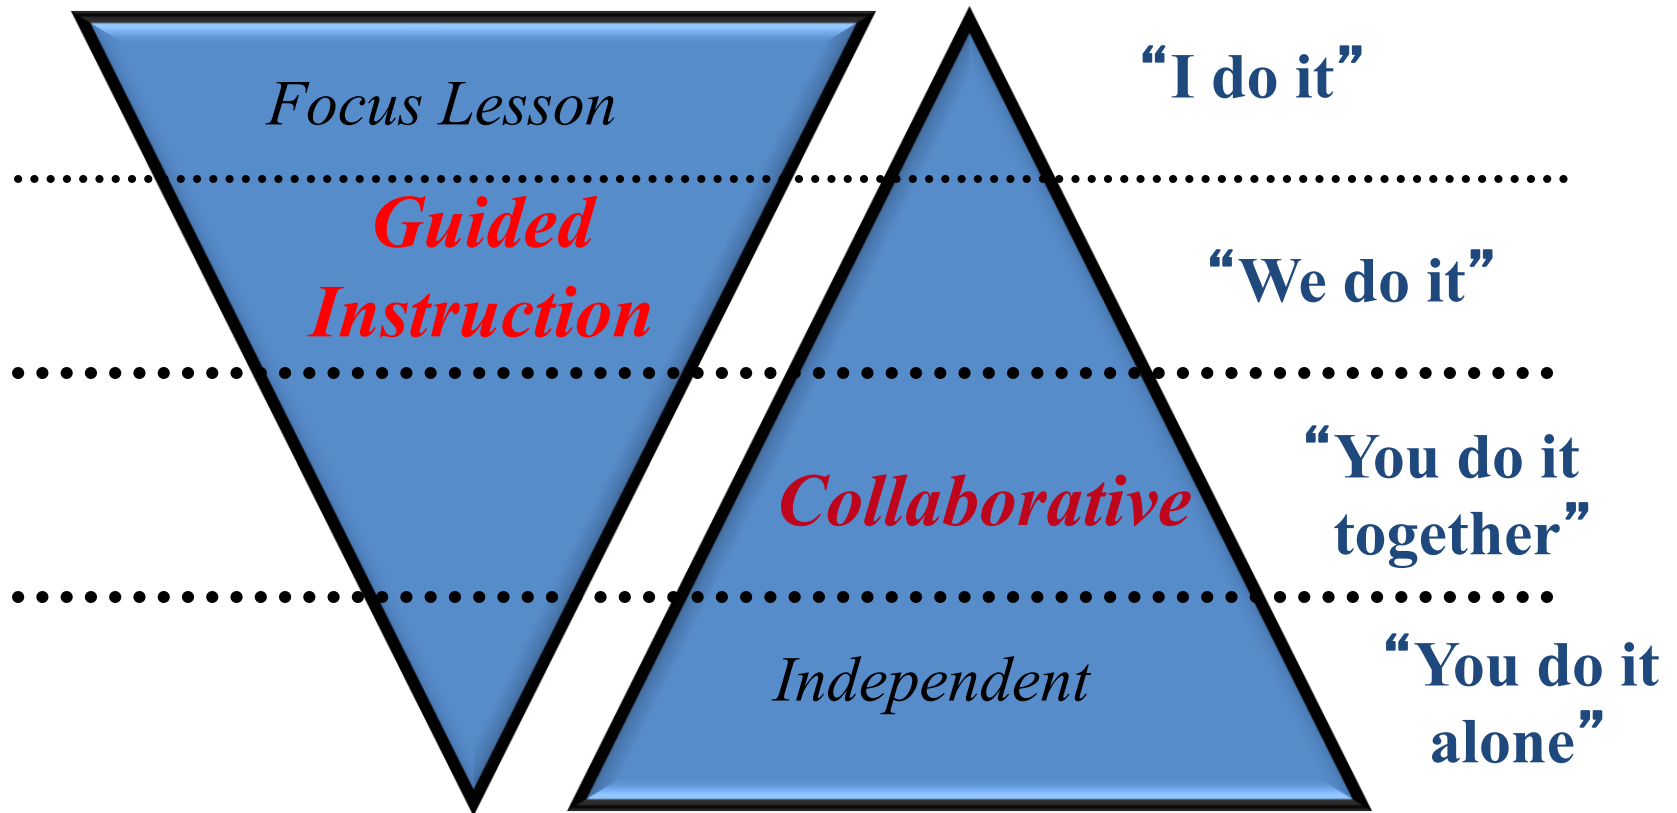 Focus Lesson
“I do it”
Guided
Instruction
“We do it”
Collaborative
“You do it
together”
Independent
“You do it
alone”